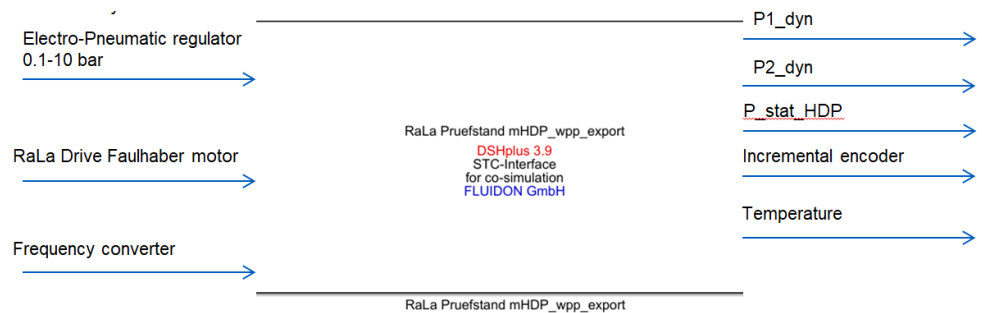 Electro-Pneumatic regulator
0.1-10 bar
RaLa Drive Faulhaber motor
Frequency converter
RaLa Pruefstand mHDP_wpp_export
DSHplus 3.9
STC-Interface
for co-simulation
FLUIDON GmbH
RaLa Pruefstand mHDP_wpp_export
P1_dyn
P2_dyn
P_stat_HDP
Incremental encoder
Temperature